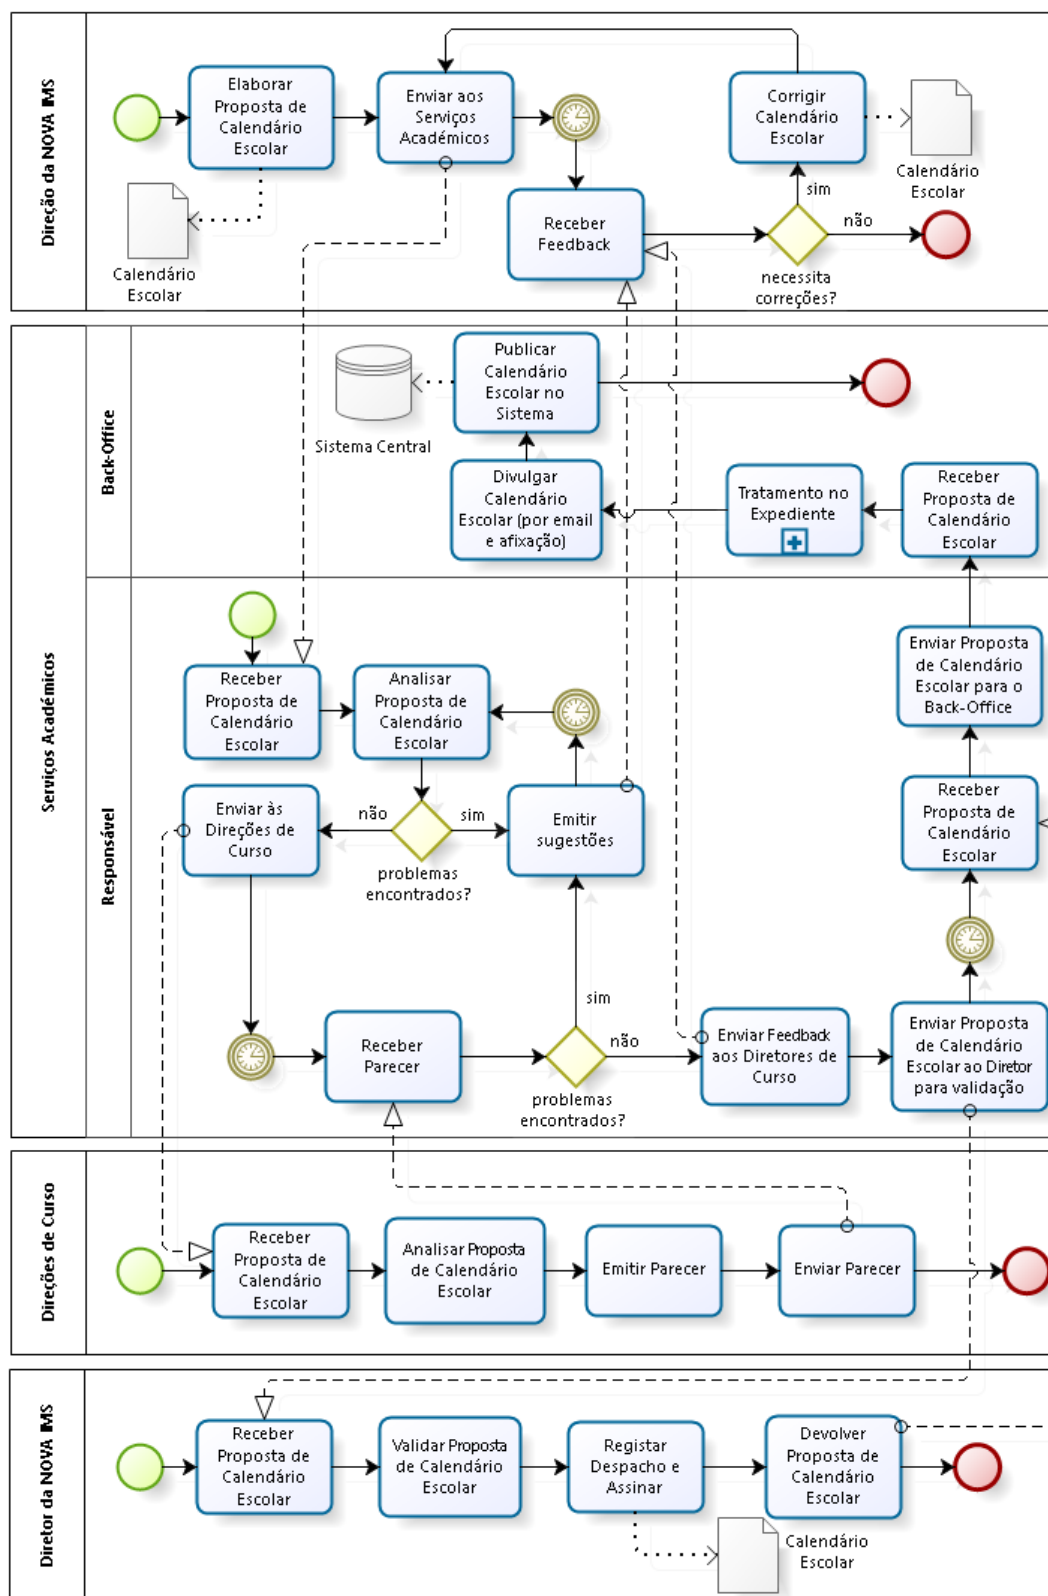 Direção da NOVA IMS
Elaborar
Proposta de
Calendário
Escolar
Enviar aos
Serviços
Académicos
Corrigir
Calendário
Escolar
Calendário
Escolar
sim
Receber
Feedback
não
necessita
correções?
Calendário
Escolar
Serviços Académicos
Back-Office
Publicar
Calendário
Escolar no
Sistema
Sistema Central
Divulgar
Calendário
Escolar (por email
e afixação)
Tratamento no
Expediente
Receber
Proposta de
Calendário
Escolar
Responsável
Receber
Proposta de
Calendário
Escolar
Analisar
Proposta de
Calendário
Escolar
Enviar Proposta
de Calendário
Escolar para o
Back-Office
Enviar às
Direções de
Curso
não
sim
problemas
encontrados?
Emitir
sugestões
Receber
Proposta de
Calendário
Escolar
sim
Receber
Parecer
não
problemas
encontrados?
Enviar Feedback
aos Diretores de
Curso
Enviar Proposta
de Calendário
Escolar ao Diretor
para validação
Direções de Curso
Receber
Proposta de
Calendário
Escolar
Analisar Proposta
de Calendário
Escolar
Emitir Parecer
Enviar Parecer
Diretor da NOVA IMS
Receber
Proposta de
Calendário
Escolar
Validar Proposta
de Calendário
Escolar
Registar
Despacho e
Assinar
Devolver
Proposta de
Calendário
Escolar
Calendário
Escolar